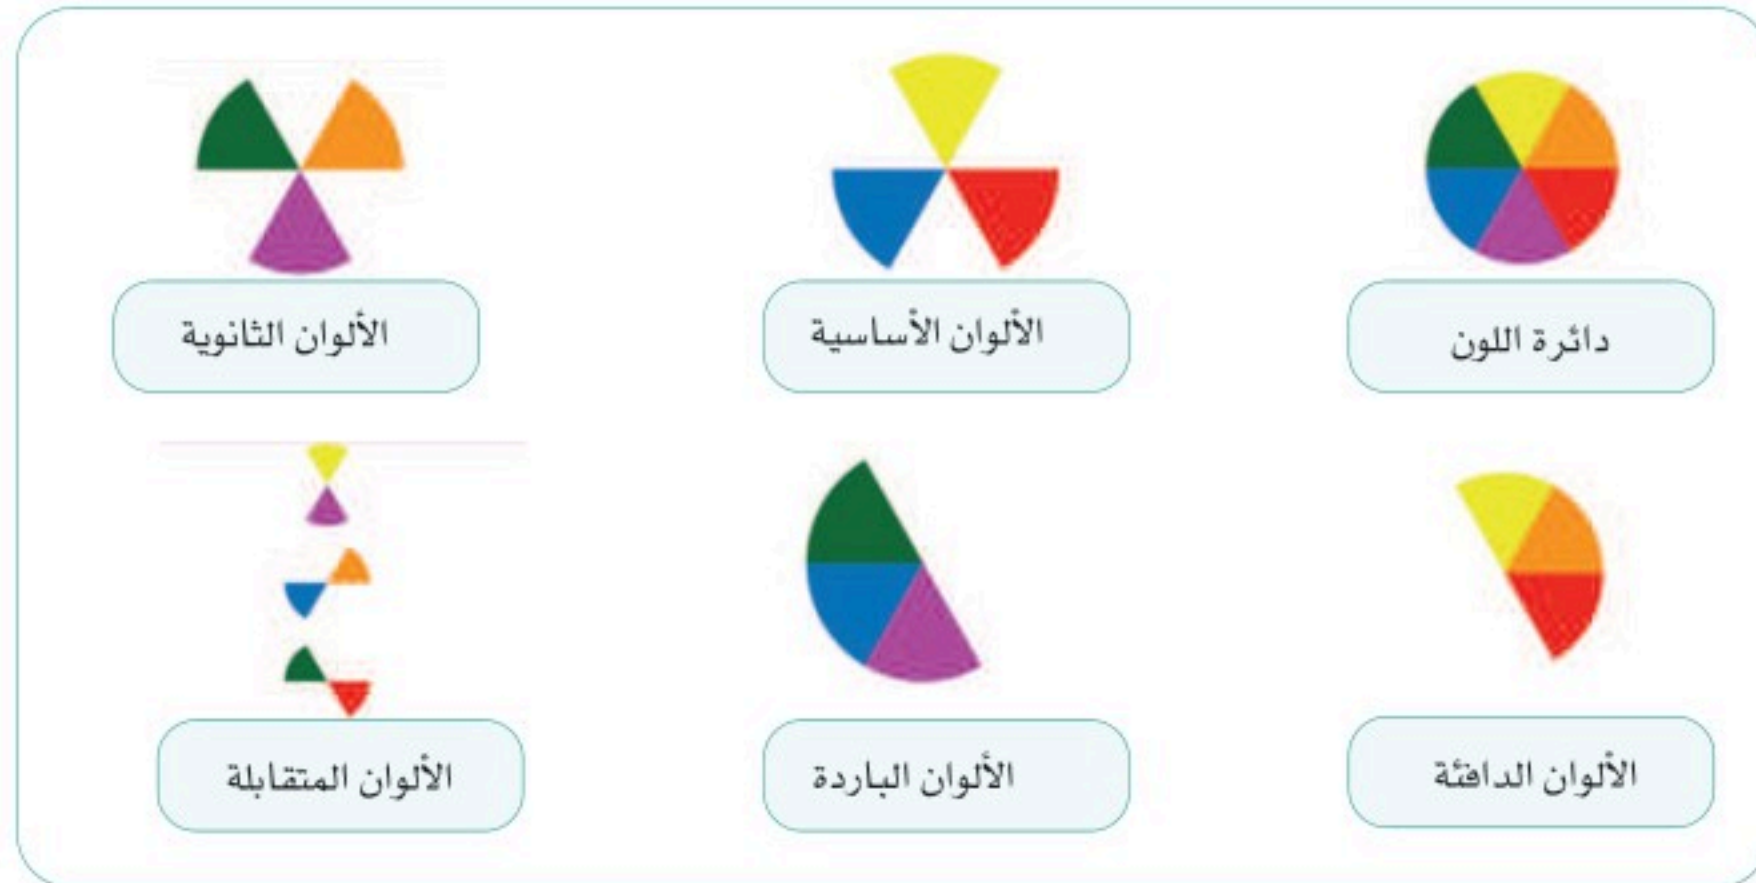 دائرة اللون
الألوان الأساسية
الألوان الثانوية
الألوان الدافئة
الألوان الباردة
الألوان المتقابلة